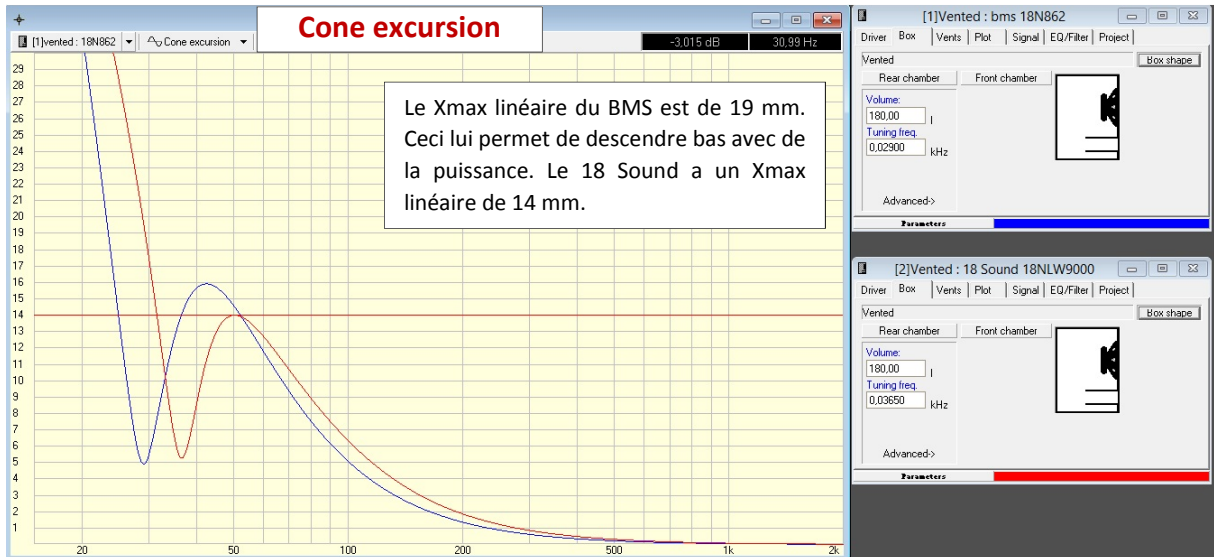 Cone excursion
[1]vented : 18N862
Cone excursion
-3,015 dB
30,99 Hz
29
28
27
26
25
24
23
22
21
20
19
18
17
16
15
14
13
12
11
10
9
8
7
6
5
4
3
2
1
20
50
100
200
500
1k
2k
Le Xmax linéaire du BMS est de 19 mm.
Ceci lui permet de descendre bas avec de
la puissance. Le 18 Sound a un Xmax
linéaire de 14 mm.
[1]Vented : bms 18N862
Driver Box Vents Plot Signal EQ/Filter Project
Vented
Box shape
Rear chamber Front chamber
Volume:
180,00 l
Tuning freq.
0,02900 kHz
Advanced->
Parameters
[2]Vented : 18 Sound 18NLW9000
Driver Box Vents Plot Signal EQ/Filter Project
Vented
Box shape
Rear chamber Front chamber
Volume:
180,00 l
Tuning freq.
0,03650 kHz
Advanced->
Parameters